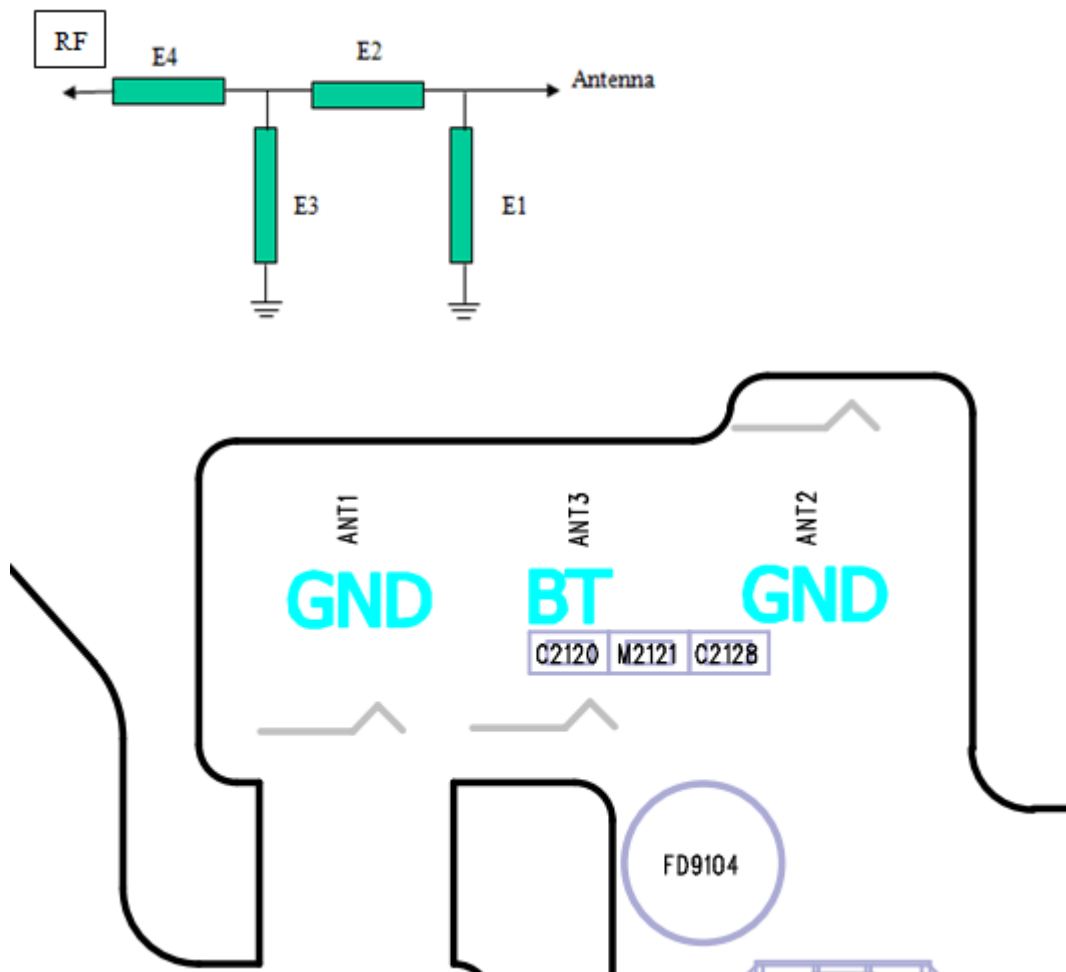 RF
E4
E2
Antenna
E3
E1
ANT1
ANT3
ANT2
GND
BT
GND
C2120
M2121
C2128
FD9104